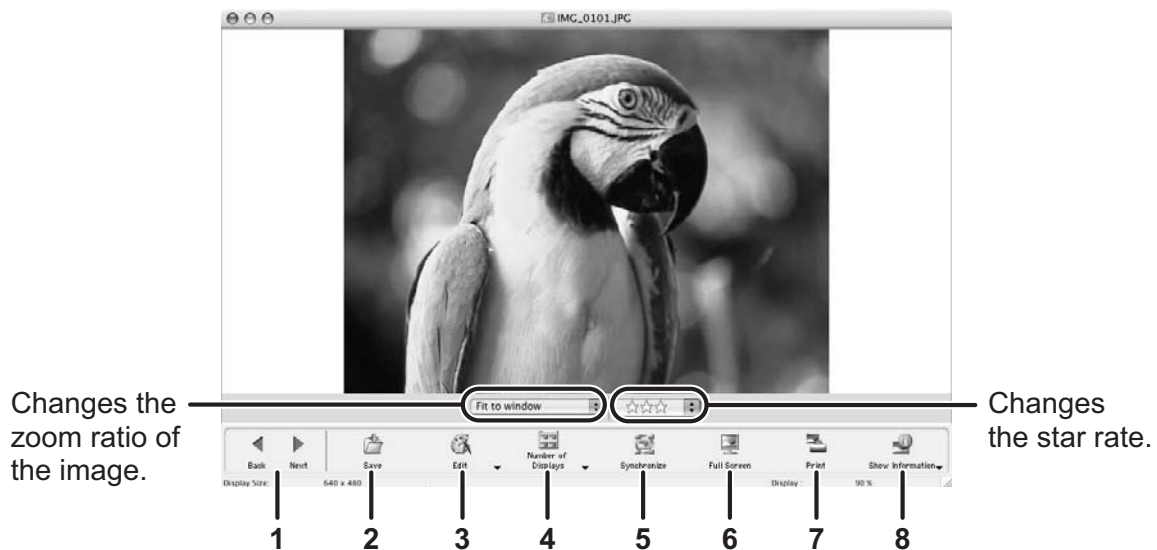 IMG_0101.JPG
Fit to window
Changes the
zoom ratio of
the image.
Changes
the star rate.
Back Next Save Edit Number of
Displays Synchronize Full Screen Print Show Information
Display Size: 640 x 480 Display : 90 %
1 2 3 4 5 6 7 8